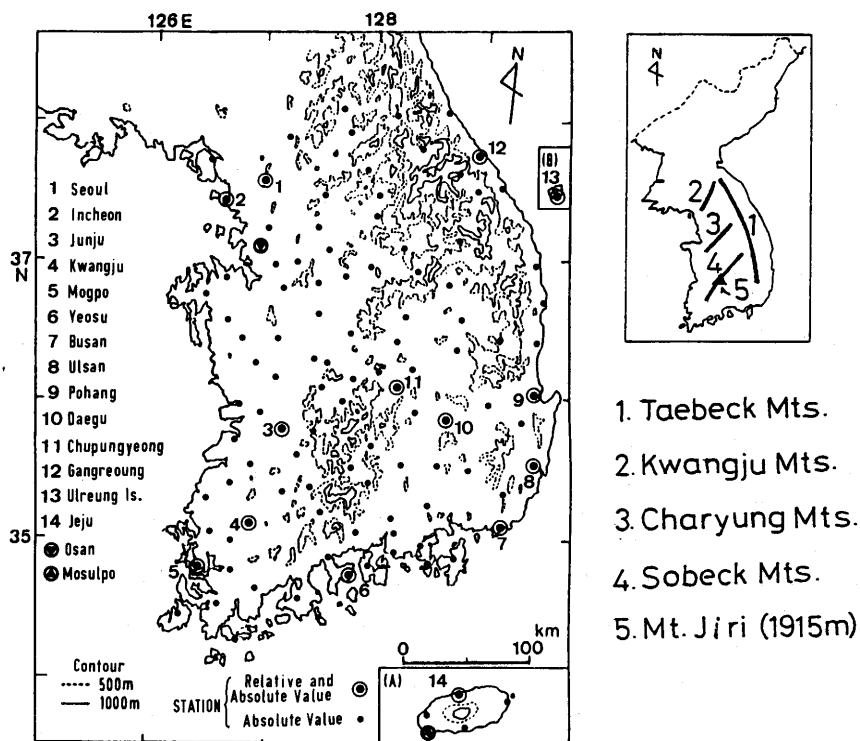 126 E
128
N
12
(B)
13
1
2
37
N
11
9
3
10
8
4
35
7
5
6
1 Seoul
2 Incheon
3 Junju
4 Kwangju
5 Mogpo
6 Yeosu
7 Busan
8 Ulsan
9 Pohang
10 Daegu
11 Chupungyeong
12 Gangreoung
13 Ulreung Is.
14 Jeju
Osan
Mosulpo
Contour
500m
1000m
km
0 100
STATION
Relative and
Absolute Value
Absolute Value
(A)
14
N
2
1
3
4
5
1. Taebeck Mts.
2. Kwangju Mts.
3. Charyung Mts.
4. Sobeck Mts.
5. Mt. Jiri (1915m)